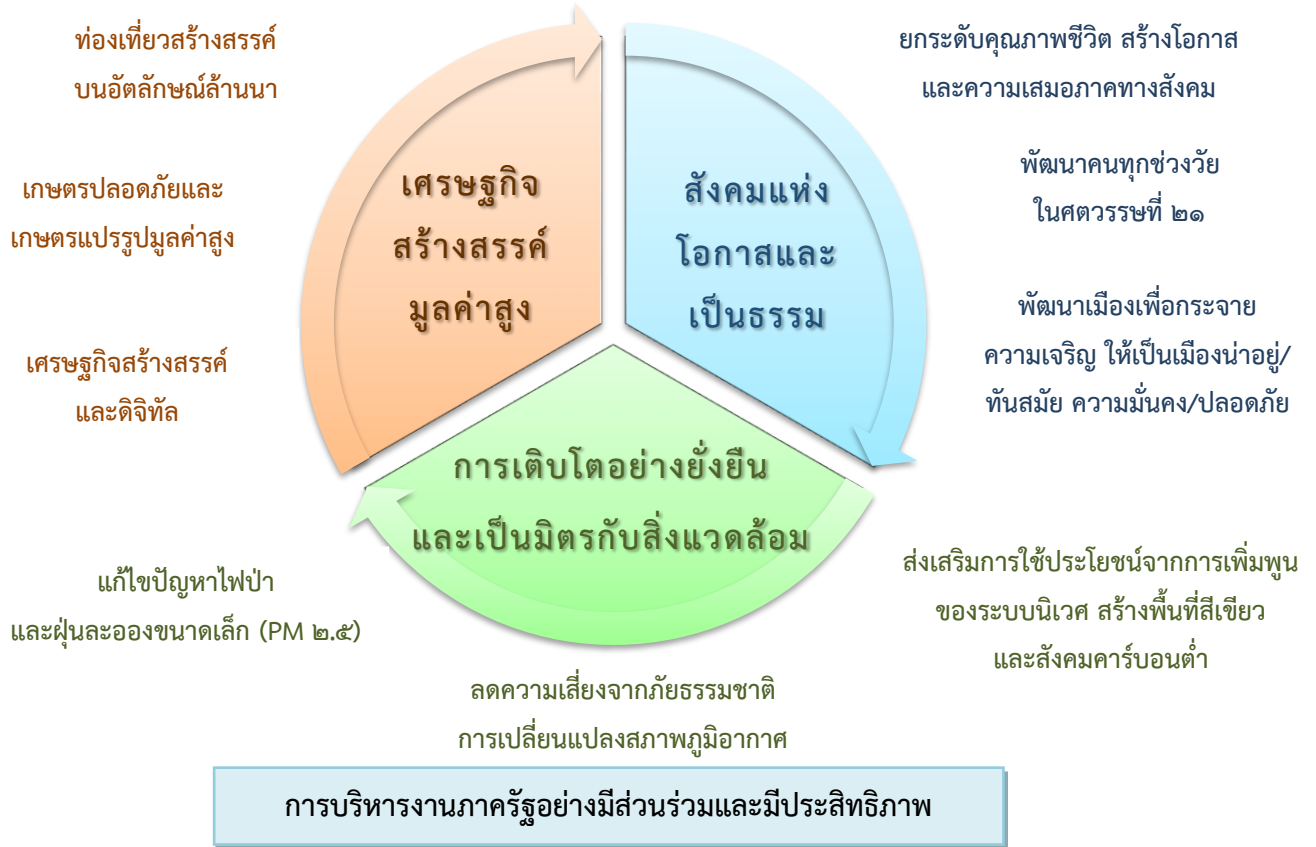 ท่องเที่ยวสร้างสรรค์
บนอัตลักษณ์ล้านนา
เกษตรปลอดภัยและ
เกษตรแปรรูปมูลค่าสูง
เศรษฐกิจสร้างสรรค์
และดิจิทัล
เศรษฐกิจ
สร้างสรรค์
มูลค่าสูง
สังคมแห่ง
โอกาสและ
เป็นธรรม
ยกระดับคุณภาพชีวิต สร้างโอกาส
และความเสมอภาคทางสังคม
พัฒนาคนทุกช่วงวัย
ในศตวรรษที่ ๒๑
พัฒนาเมืองเพื่อกระจาย
ความเจริญ ให้เป็นเมืองน่าอยู่/
ทันสมัย ความมั่นคง/ปลอดภัย
การเติบโตอย่างยั่งยืน
และเป็นมิตรกับสิ่งแวดล้อม
แก้ไขปัญหาไฟป่า
และฝุ่นละอองขนาดเล็ก (PM ๒.๕)
ลดความเสี่ยงจากภัยธรรมชาติ
การเปลี่ยนแปลงสภาพภูมิอากาศ
ส่งเสริมการใช้ประโยชน์จากการเพิ่มพูน
ของระบบนิเวศ สร้างพื้นที่สีเขียว
และสังคมคาร์บอนต่ำ
การบริหารงานภาครัฐอย่างมีส่วนร่วมและมีประสิทธิภาพ